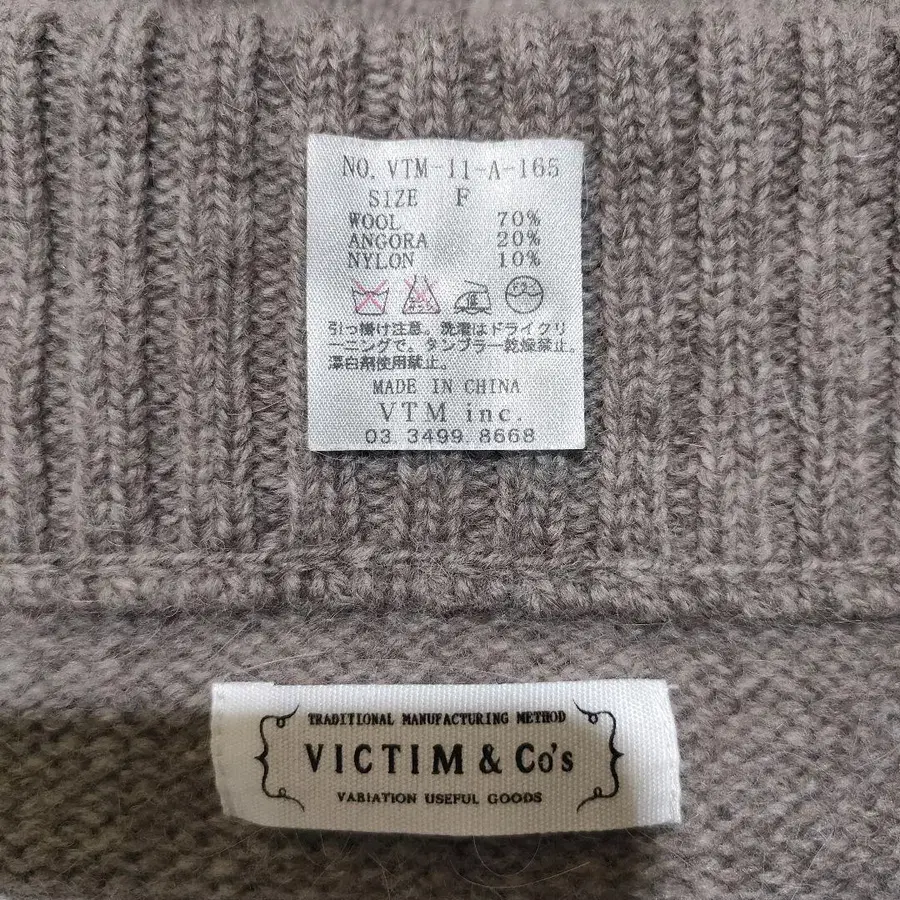 NO. VTM-11-A-165
SIZE F
WOOL 70%
ANGORA 20%
NYLON 10%
引っ掛け注意。洗濯はドライクリ
ーニングで。タンブラー乾燥禁止。
漂白剤使用禁止。
MADE IN CHINA
VTM inc.
03. 3499. 8668
TRADITIONAL MANUFACTURING METHOD
VICTIM & Co's
VARIATION USEFUL GOODS